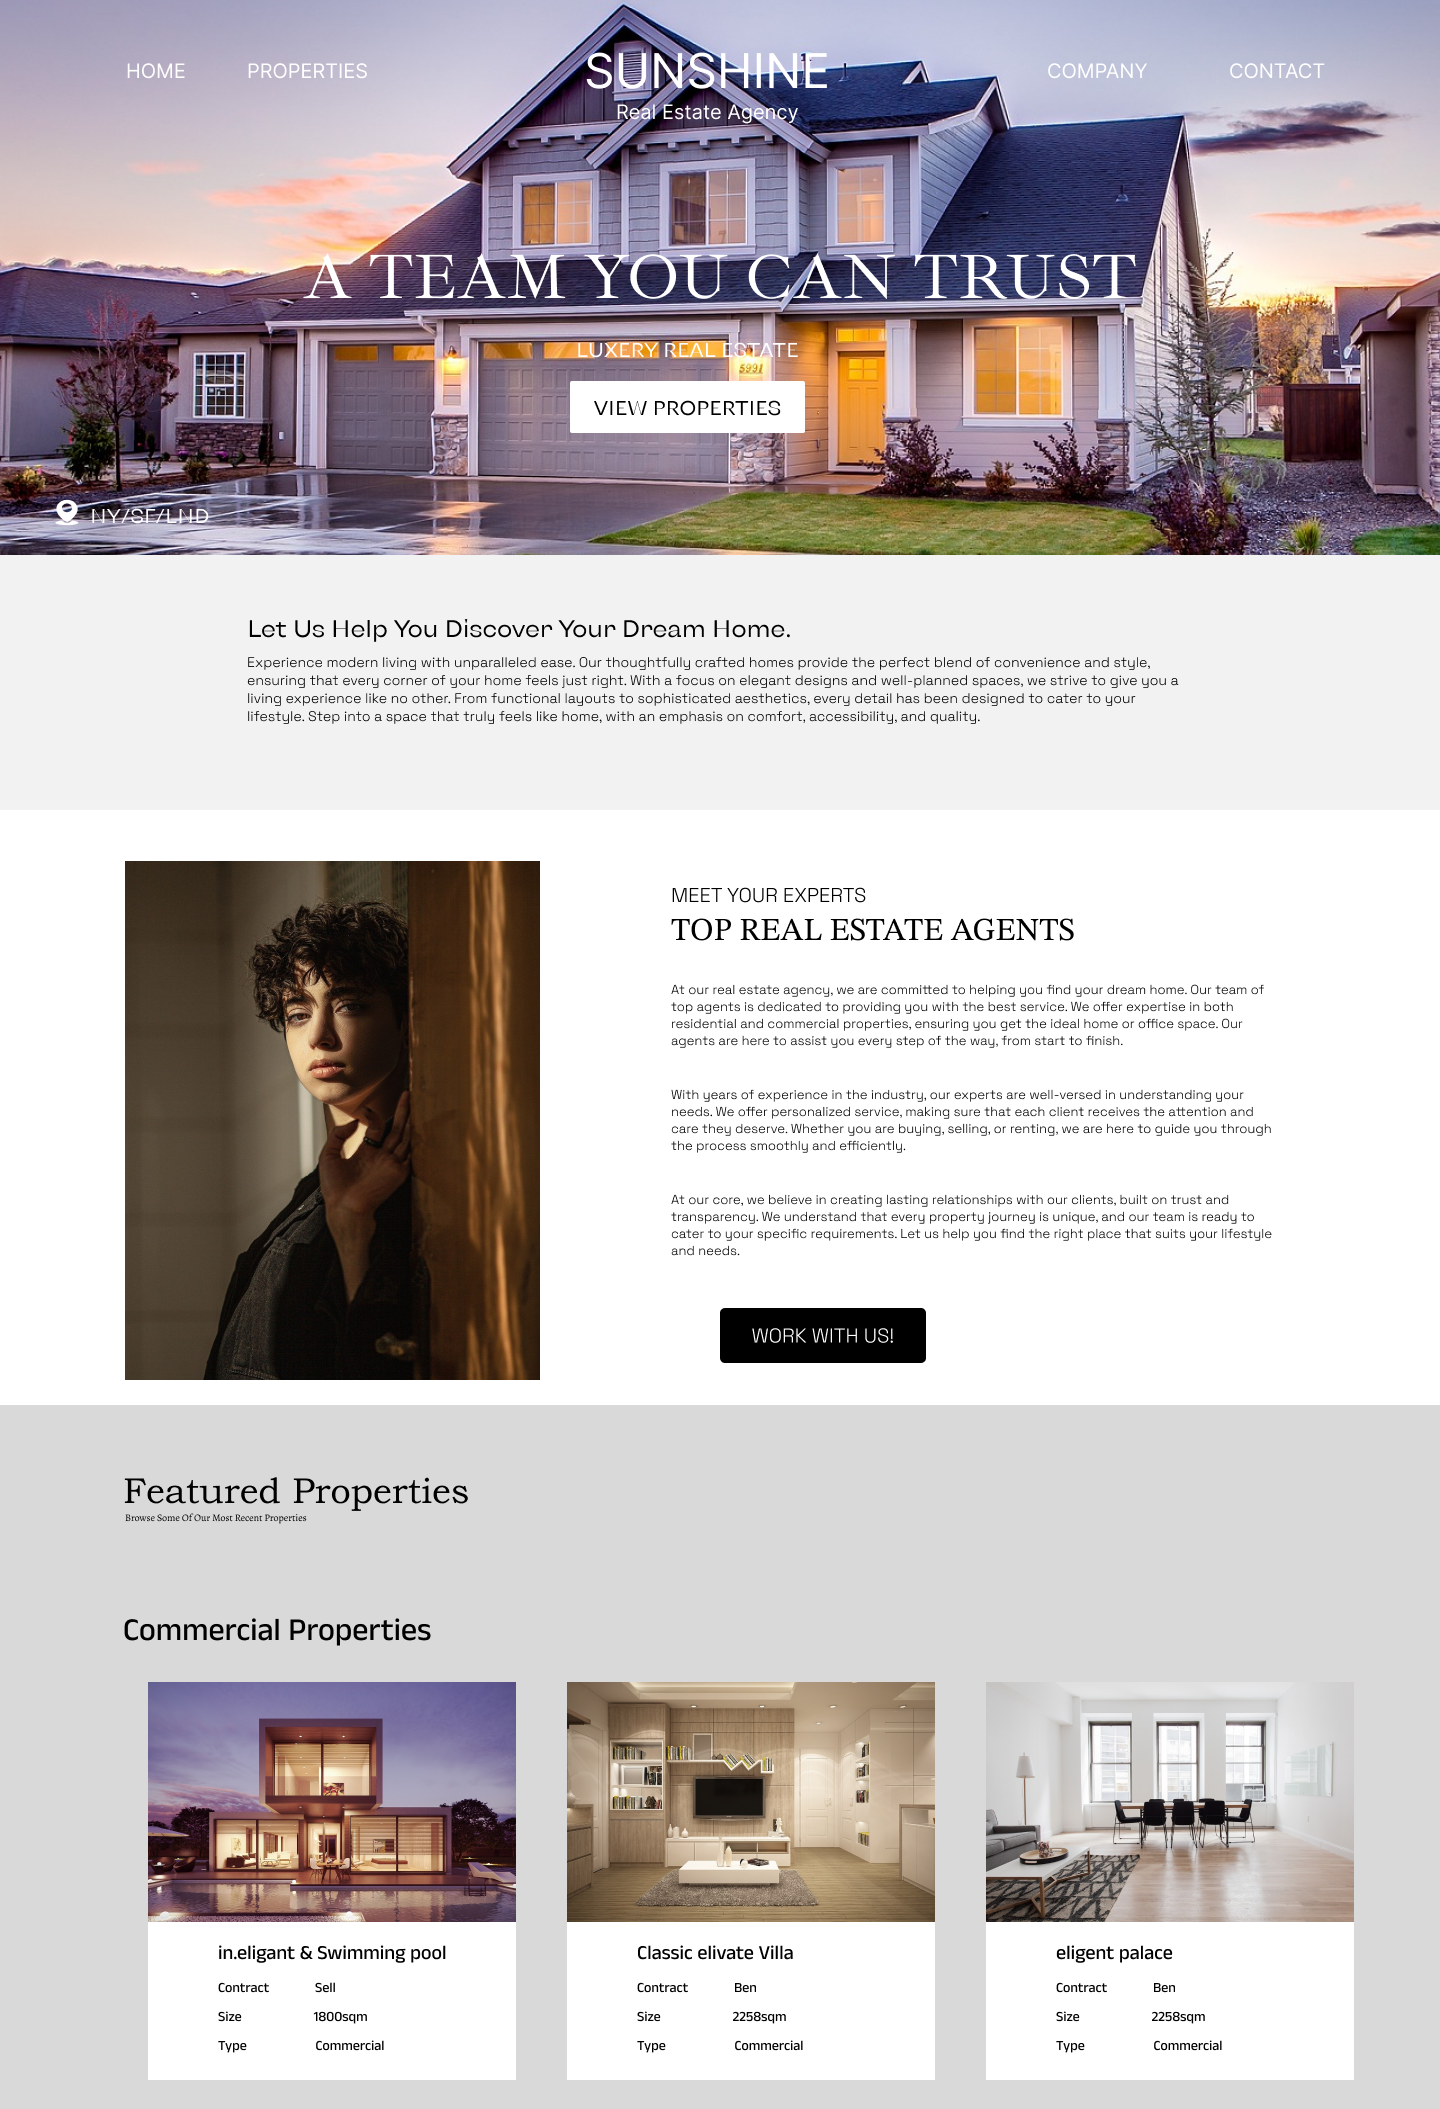 HOME
PROPERTIES
SUNSHINE
Real Estate Agency
COMPANY
CONTACT
A TEAM YOU CAN TRUST
LUXERY REAL ESTATE
5991
VIEW PROPERTIES
NY/SF/LND
Let Us Help You Discover Your Dream Home.
Experience modern living with unparalleled ease. Our thoughtfully crafted homes provide the perfect blend of convenience and style,
ensuring that every corner of your home feels just right. With a focus on elegant designs and well-planned spaces, we strive to give you a
living experience like no other. From functional layouts to sophisticated aesthetics, every detail has been designed to cater to your
lifestyle. Step into a space that truly feels like home, with an emphasis on comfort, accessibility, and quality.
MEET YOUR EXPERTS
TOP REAL ESTATE AGENTS
At our real estate agency, we are committed to helping you find your dream home. Our team of
top agents is dedicated to providing you with the best service. We offer expertise in both
residential and commercial properties, ensuring you get the ideal home or office space. Our
agents are here to assist you every step of the way, from start to finish.
With years of experience in the industry, our experts are well-versed in understanding your
needs. We offer personalized service, making sure that each client receives the attention and
care they deserve. Whether you are buying, selling, or renting, we are here to guide you through
the process smoothly and efficiently.
At our core, we believe in creating lasting relationships with our clients, built on trust and
transparency. We understand that every property journey is unique, and our team is ready to
cater to your specific requirements. Let us help you find the right place that suits your lifestyle
and needs.
WORK WITH US!
Featured Properties
Browse Some Of Our Most Recent Properties
Commercial Properties
in.eligant & Swimming pool
Contract Sell
Size 1800sqm
Type Commercial
Classic elivate Villa
Contract Ben
Size 2258sqm
Type Commercial
eligent palace
Contract Ben
Size 2258sqm
Type Commercial